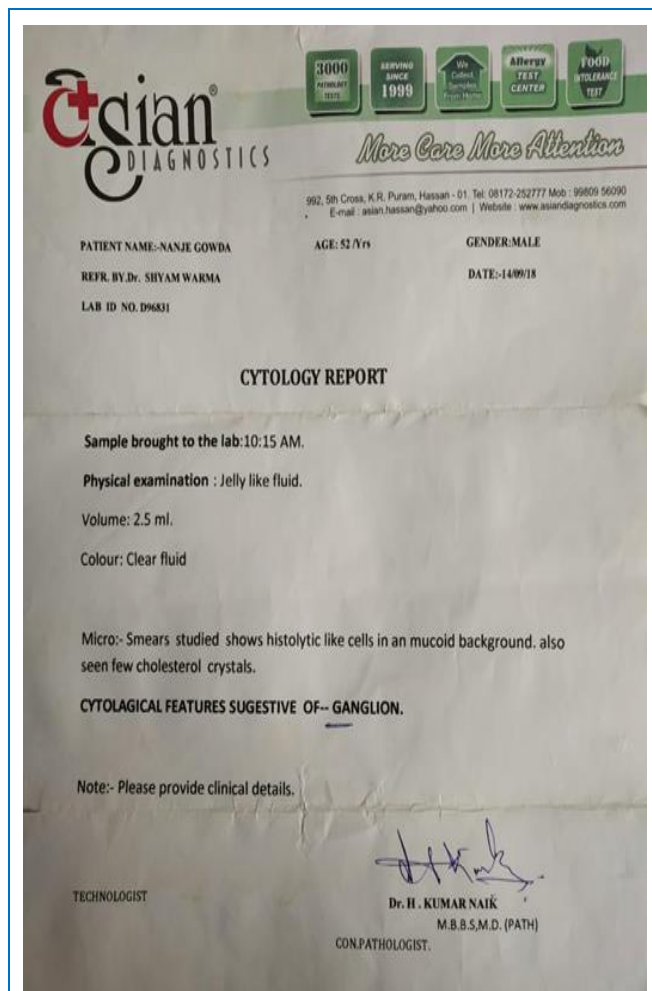 asian®
DIAGNOSTICS
3000
PATHOLOGY
TESTS
SERVING
SINCE
1999
We
Collect
Samples
From Home
Allergy
TEST
CENTER
FOOD
INTOLERANCE
TEST
More Care More Attention
992, 5th Cross, K.R. Puram, Hassan - 01. Tel: 08172-252777 Mob : 99809 56090
E-mail : asian.hassan@yahoo.com | Website : www.asiandiagnostics.com
PATIENT NAME:-NANJE GOWDA AGE: 52 /Yrs GENDER:MALE
REFR. BY.Dr. SHYAM WARMA DATE:-14/09/18
LAB ID NO. D96831
CYTOLOGY REPORT
Sample brought to the lab:10:15 AM.
Physical examination : Jelly like fluid.
Volume: 2.5 ml.
Colour: Clear fluid
Micro:- Smears studied shows histolytic like cells in an mucoid background. also
seen few cholesterol crystals.
CYTOLAGICAL FEATURES SUGESTIVE OF-- GANGLION.
Note:- Please provide clinical details.
TECHNOLOGIST
Dr. H . KUMAR NAIK
M.B.B.S,M.D. (PATH)
CON.PATHOLOGIST.